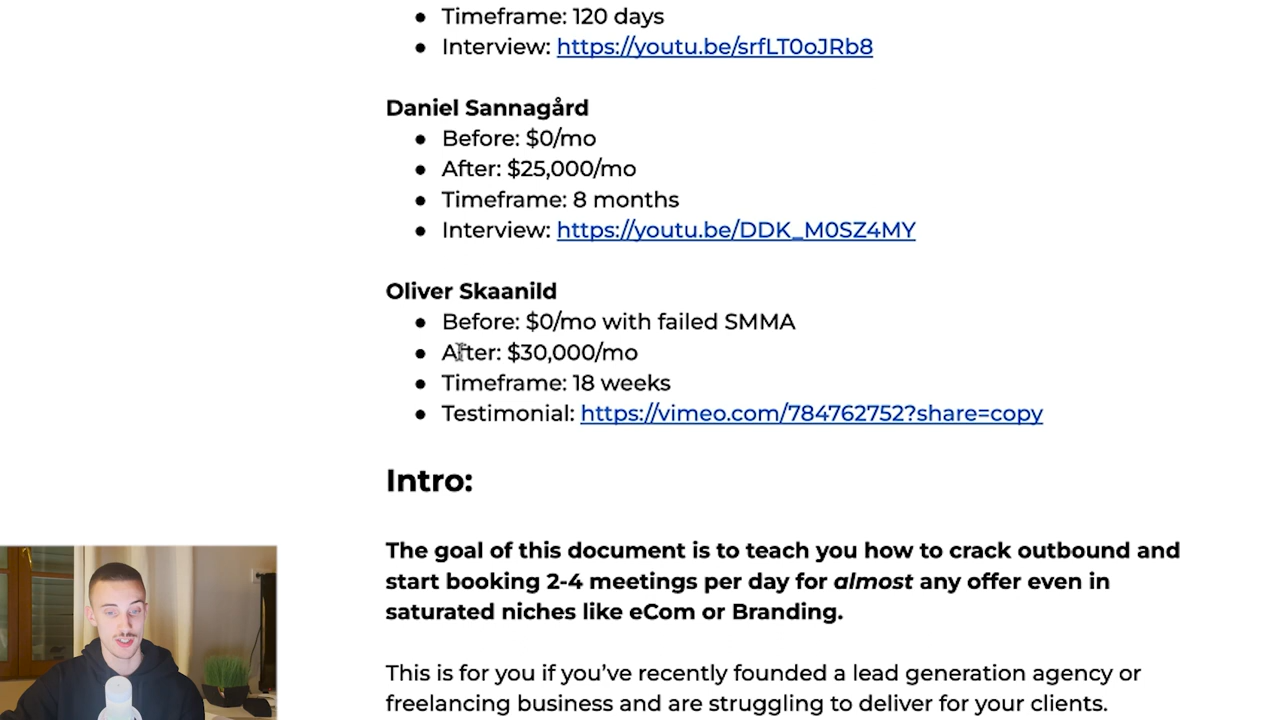 ● Timeframe: 120 days
● Interview: https://youtu.be/srfLT0oJRb8
Daniel Sannagård
● Before: $0/mo
● After: $25,000/mo
● Timeframe: 8 months
● Interview: https://youtu.be/DDK_M0SZ4MY
Oliver Skaanild
● Before: $0/mo with failed SMMA
● After: $30,000/mo
● Timeframe: 18 weeks
● Testimonial: https://vimeo.com/784762752?share=copy
Intro:
The goal of this document is to teach you how to crack outbound and
start booking 2-4 meetings per day for almost any offer even in
saturated niches like eCom or Branding.
This is for you if you’ve recently founded a lead generation agency or
freelancing business and are struggling to deliver for your clients.